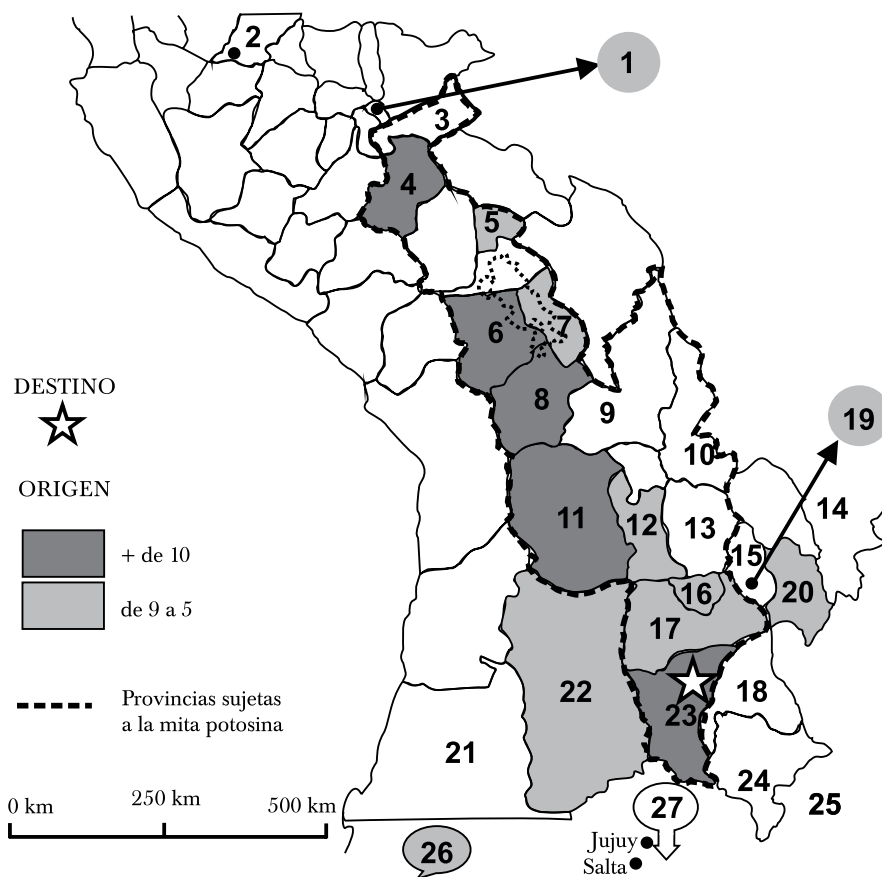 2
1
3
4
5
6
7
8
9
10
11
12
13
14
15
16
17
18
19
20
21
22
23
24
25
26
27
Jujuy
Salta
DESTINO
ORIGEN
+ de 10
de 9 a 5
Provincias sujetas
a la mita potosina
0 km
250 km
500 km